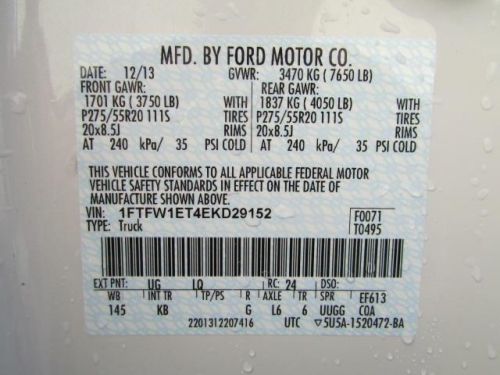 MFD. BY FORD MOTOR CO.
DATE: 12/13 GVWR: 3470 KG ( 7650 LB)
FRONT GAWR: REAR GAWR:
1701 KG ( 3750 LB) WITH 1837 KG ( 4050 LB) WITH
P275/55R20 111S TIRES P275/55R20 111S TIRES
20x8.5J RIMS 20x8.5J RIMS
AT 240 kPa/ 35 PSI COLD AT 240 kPa/ 35 PSI COLD
THIS VEHICLE CONFORMS TO ALL APPLICABLE FEDERAL MOTOR
VEHICLE SAFETY STANDARDS IN EFFECT ON THE DATE OF
MANUFACTURE SHOWN ABOVE.
VIN: 1FTFW1ET4EKD29152 F0071
TYPE: Truck T0495
EXT PNT: UG LQ RC: 24 DSO:
WB INT TR TP/PS R AXLE TR SPR EF613
145 KB G L6 6 UUGG COA
2201312207416 UTC ▽5U5A-1520472-BA